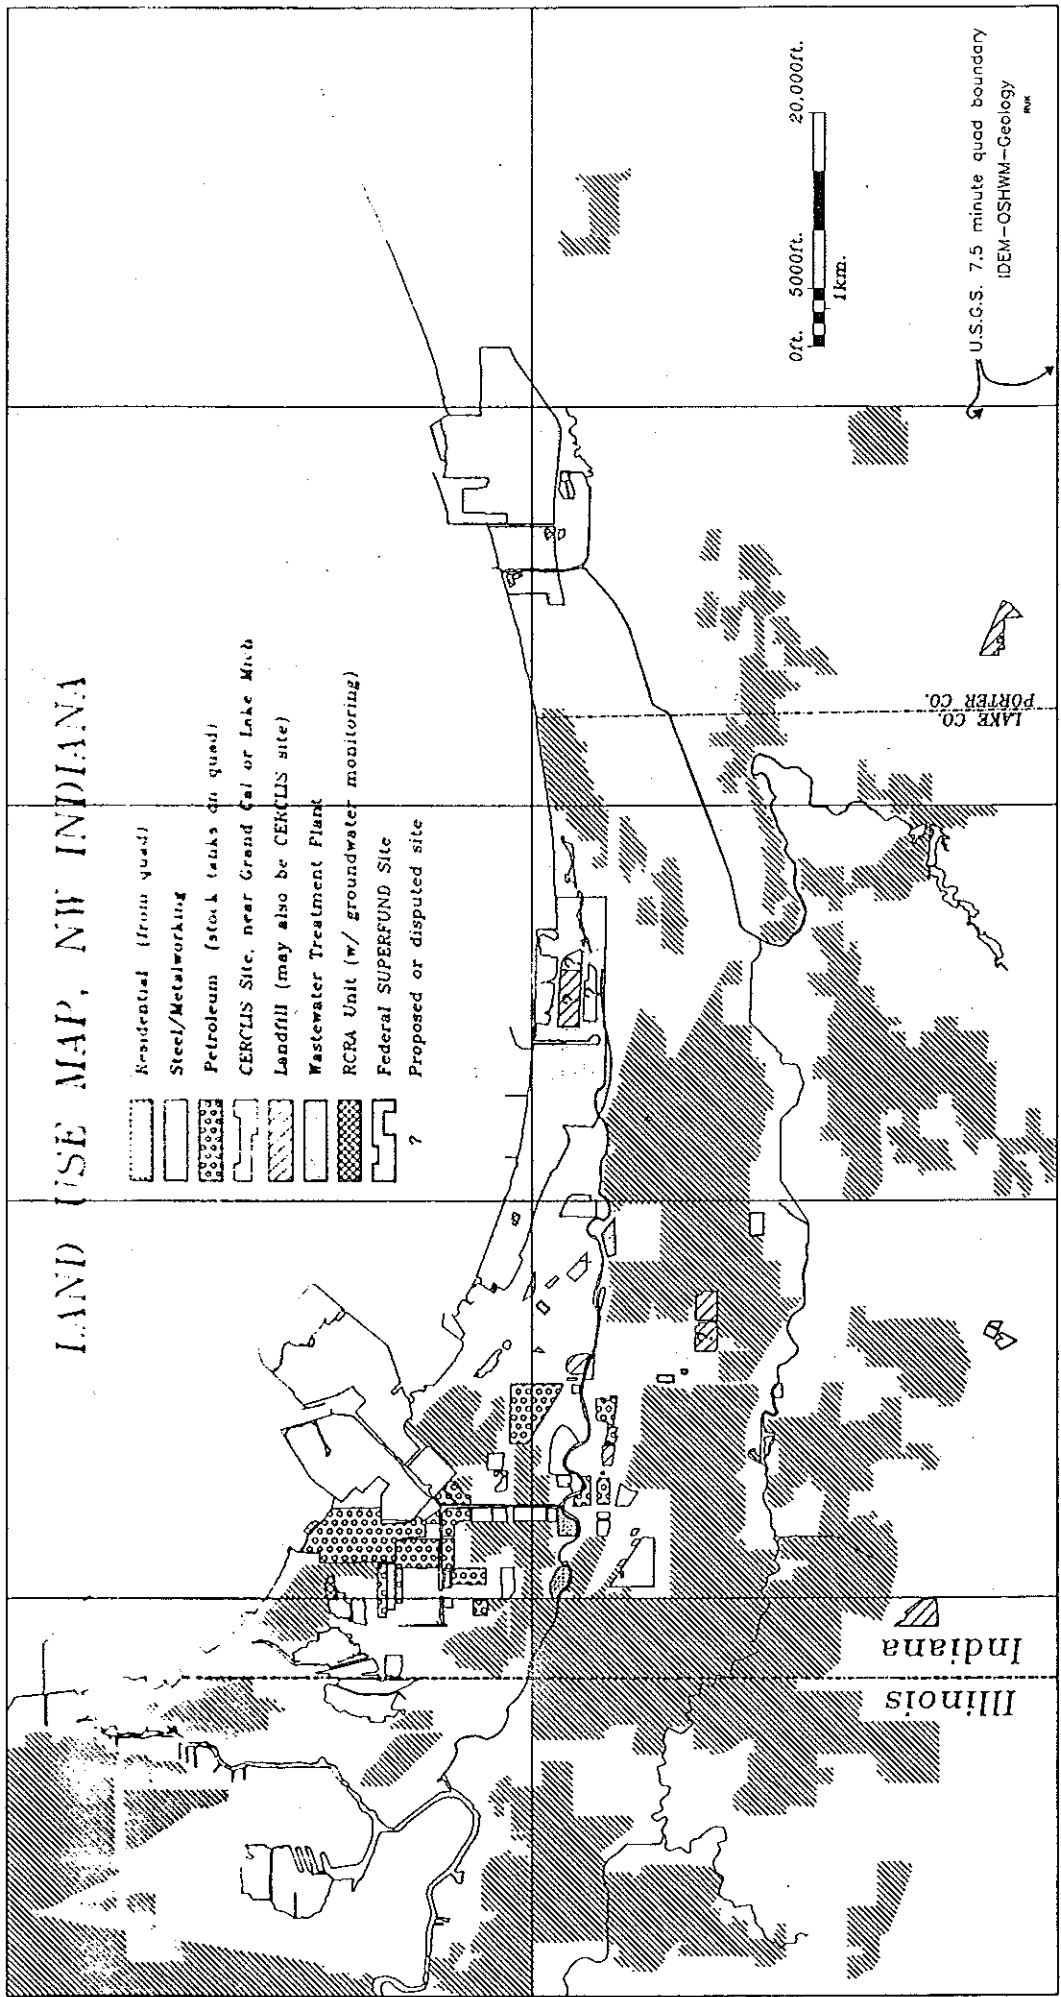 LAND USE MAP, NW INDIANA
Residential (from quad)
Steel/Metalworking
Petroleum (stock tanks on quad)
CERCLIS Site, near Grand Cal or Lake Mich
Landfill (may also be CERCLIS site)
Wastewater Treatment Plant
RCRA Unit (w/ groundwater monitoring)
Federal SUPERFUND Site
? Proposed or disputed site
Illinois
Indiana
LAKE CO.
PORTER CO.
0ft. 5000ft. 20,000ft.
1km.
U.S.G.S. 7.5 minute quad boundary
IDEM-OSHWM-Geology